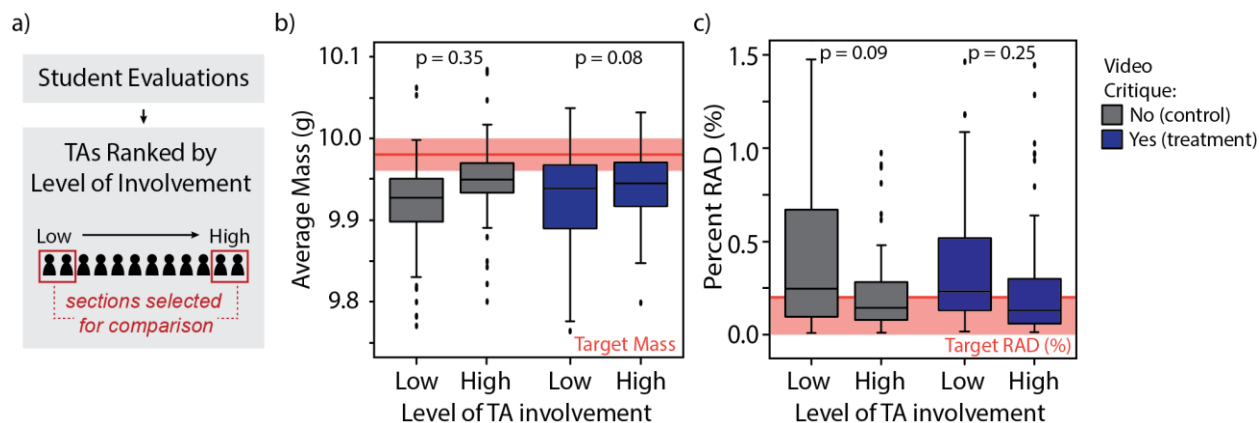 a)
Student Evaluations
TAs Ranked by
Level of Involvement
Low
High
sections selected
for comparison
b)
p = 0.35
p = 0.08
Average Mass (g)
10.1
10.0
9.9
9.8
Target Mass
Low
High
Low
High
Level of TA involvement
c)
p = 0.09
p = 0.25
Percent RAD (%)
1.5
1.0
0.5
0.0
Target RAD (%)
Low
High
Low
High
Level of TA involvement
Video
Critique:
No (control)
Yes (treatment)